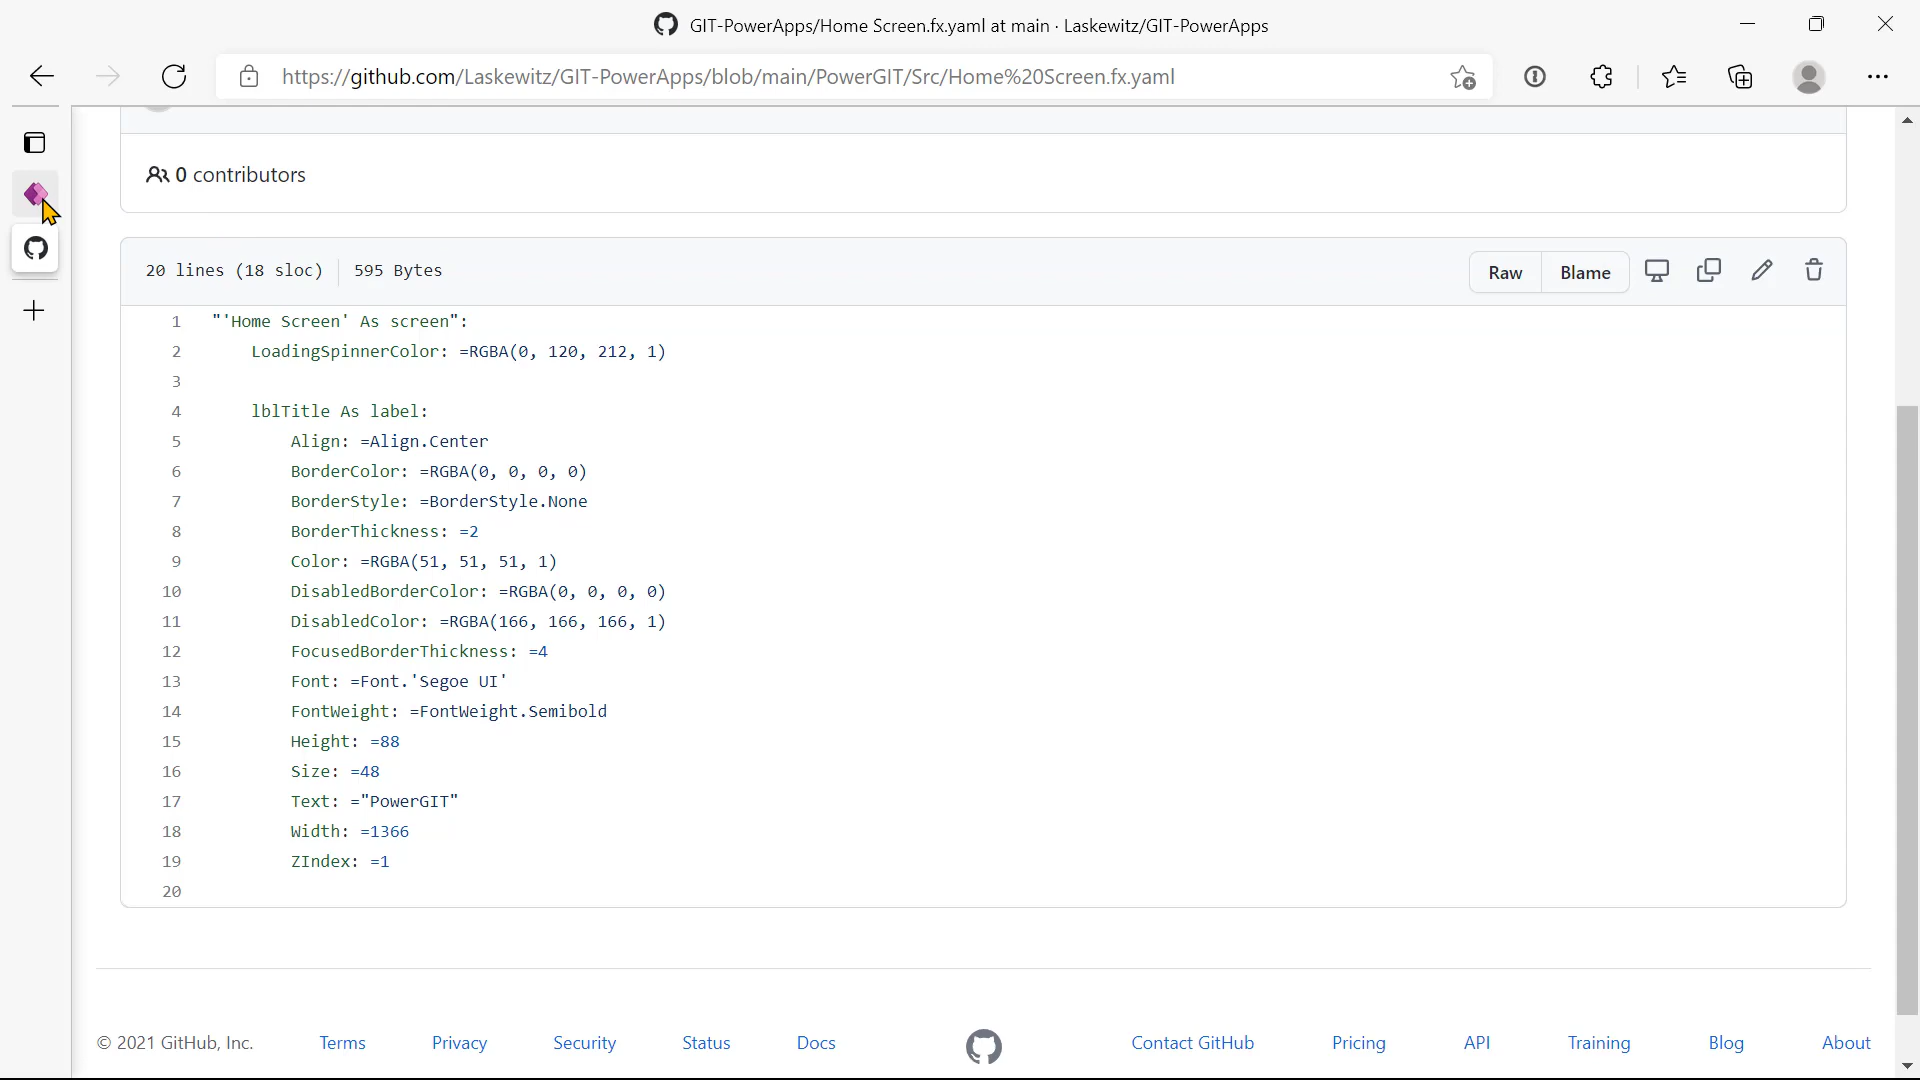 GIT-PowerApps/Home Screen.fx.yaml at main · Laskewitz/GIT-PowerApps
https://github.com/Laskewitz/GIT-PowerApps/blob/main/PowerGIT/Src/Home%20Screen.fx.yaml
0 contributors
20 lines (18 sloc) 595 Bytes Raw Blame
1 "'Home Screen' As screen":
2 LoadingSpinnerColor: =RGBA(0, 120, 212, 1)
3
4 lblTitle As label:
5 Align: =Align.Center
6 BorderColor: =RGBA(0, 0, 0, 0)
7 BorderStyle: =BorderStyle.None
8 BorderThickness: =2
9 Color: =RGBA(51, 51, 51, 1)
10 DisabledBorderColor: =RGBA(0, 0, 0, 0)
11 DisabledColor: =RGBA(166, 166, 166, 1)
12 FocusedBorderThickness: =4
13 Font: =Font.'Segoe UI'
14 FontWeight: =FontWeight.Semibold
15 Height: =88
16 Size: =48
17 Text: ="PowerGIT"
18 Width: =1366
19 ZIndex: =1
20
© 2021 GitHub, Inc. Terms Privacy Security Status Docs Contact GitHub Pricing API Training Blog About